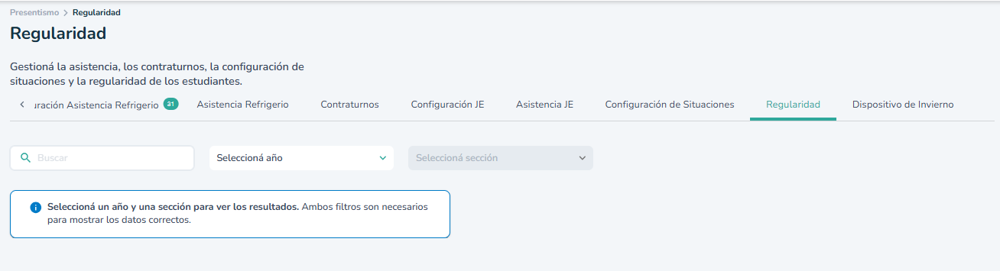 Presentismo > Regularidad
Regularidad
Gestioná la asistencia, los contraturnos, la configuración de
situaciones y la regularidad de los estudiantes.
Asistencia Refrigerio 31 Asistencia Refrigerio Contraturnos Configuración JE Asistencia JE Configuración de Situaciones Regularidad Dispositivo de Invierno
Buscar Seleccioná año Seleccioná sección
Seleccioná un año y una sección para ver los resultados. Ambos filtros son necesarios
para mostrar los datos correctos.